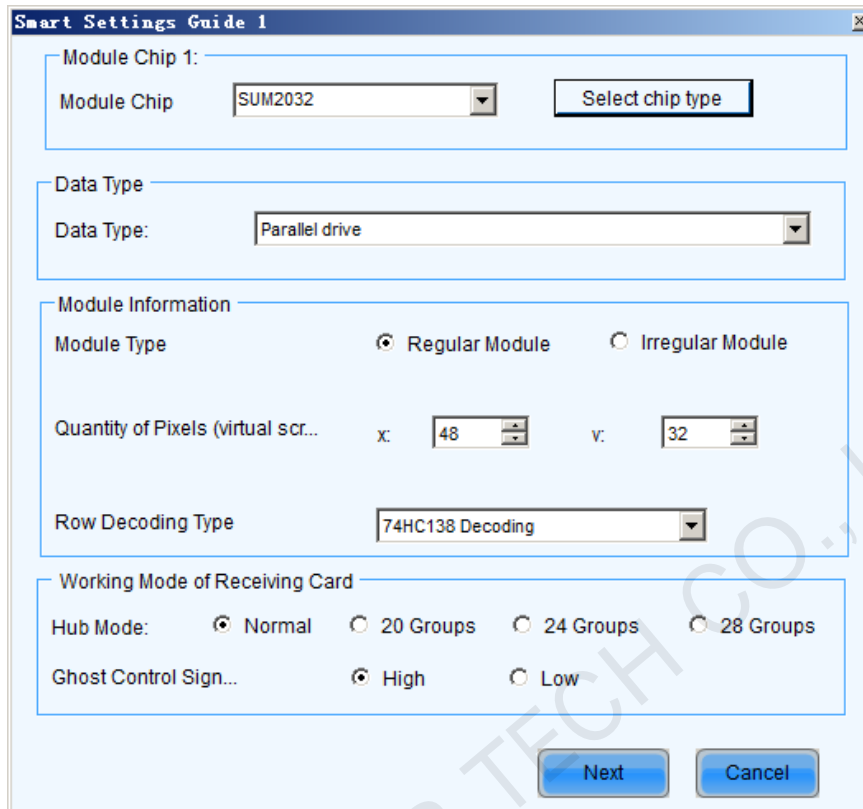 Smart Settings Guide 1
Module Chip 1:
Module Chip SUM2032 Select chip type
Data Type
Data Type: Parallel drive
Module Information
Module Type Regular Module Irregular Module
Quantity of Pixels (virtual scr... x: 48 y: 32
Row Decoding Type 74HC138 Decoding
Working Mode of Receiving Card
Hub Mode: Normal 20 Groups 24 Groups 28 Groups
Ghost Control Sign... High Low
TECH CO.,
Next Cancel